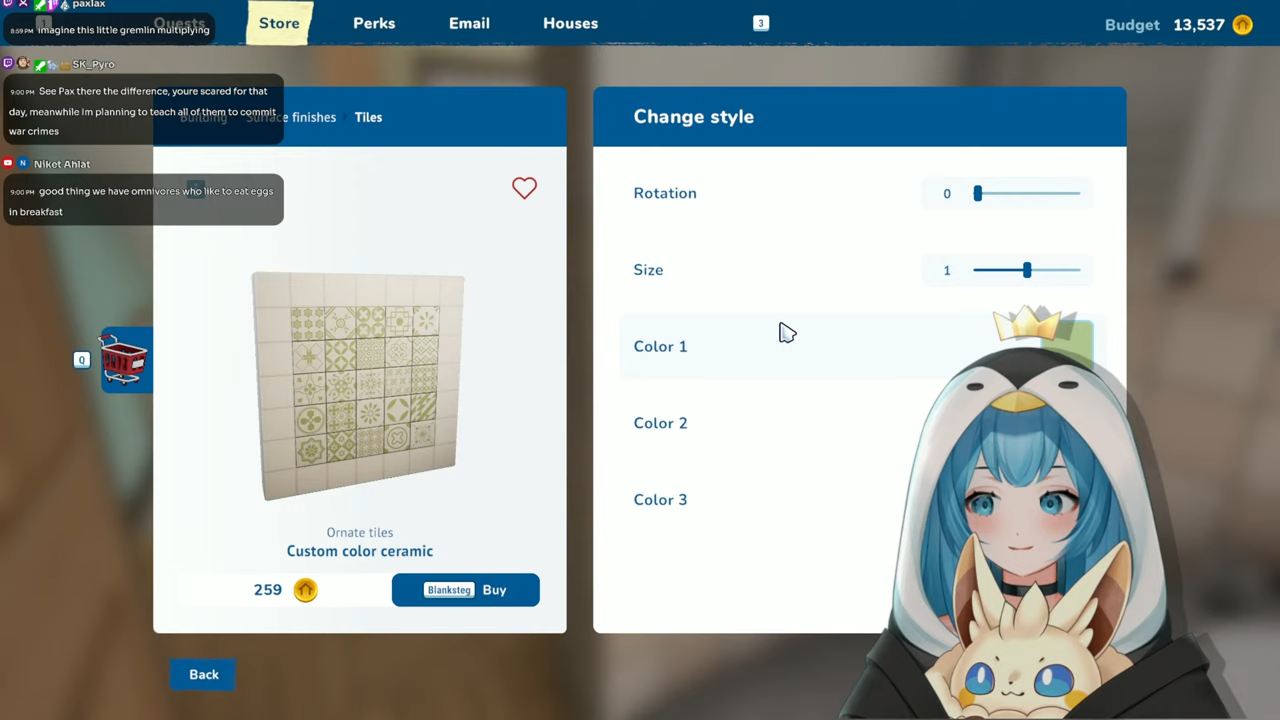 paxlax
8:59 PM imagine this little gremlin multiplying
SK_Pyro
9:00 PM See Pax there the difference, youre scared for that
day, meanwhile Im planning to teach all of them to commit
war crimes
Niket Ahlat
9:00 PM good thing we have omnivores who like to eat eggs
in breakfast
N
1
Quests
Store
Perks
Email
Houses
3
Budget 13,537
Building
Surface finishes
Tiles
Q
Ornate tiles
Custom color ceramic
259
Blanksteg Buy
Back
Change style
Rotation
0
Size
1
Color 1
Color 2
Color 3